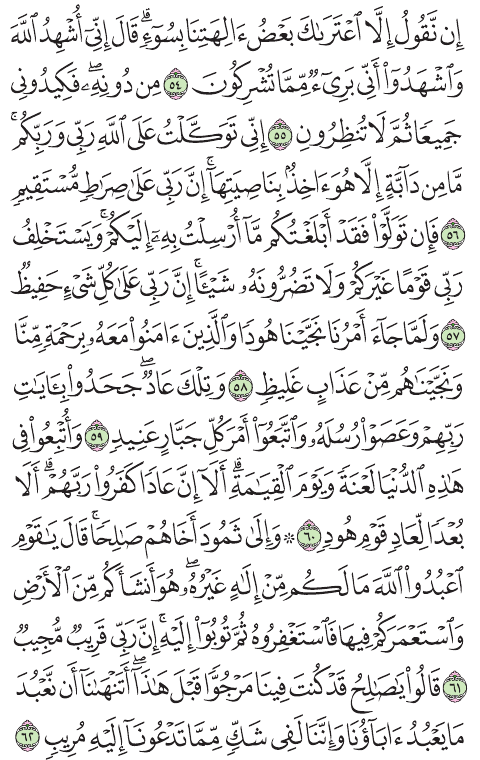 إِن نَّقُولُ إِلَّا ٱعْتَرَىٰكَ بَعْضُ ءَالِهَتِنَا بِسُوٓءٍۗ قَالَ إِنِّىٓ أُشْهِدُ ٱللَّهَ
وَٱشْهَدُوٓا۟ أَنِّى بَرِىٓءٌ مِّمَّا تُشْرِكُونَ ٥٤ مِن دُونِهِۦۖ فَكِيدُونِى
جَمِيعًا ثُمَّ لَا تُنظِرُونِ ٥٥ إِنِّى تَوَكَّلْتُ عَلَى ٱللَّهِ رَبِّى وَرَبِّكُمۚ
مَّا مِن دَآبَّةٍ إِلَّا هُوَ ءَاخِذٌۢ بِنَاصِيَتِهَآۚ إِنَّ رَبِّى عَلَىٰ صِرَٰطٍ مُّسْتَقِيمٍ
٥٦ فَإِن تَوَلَّوْا۟ فَقَدْ أَبْلَغْتُكُم مَّآ أُرْسِلْتُ بِهِۦٓ إِلَيْكُمْۚ وَيَسْتَخْلِفُ
رَبِّى قَوْمًا غَيْرَكُمْ وَلَا تَضُرُّونَهُۥ شَيْـًٔاۚ إِنَّ رَبِّى عَلَىٰ كُلِّ شَىْءٍ حَفِيظٌ
٥٧ وَلَمَّا جَآءَ أَمْرُنَا نَجَّيْنَا هُودًا وَٱلَّذِينَ ءَامَنُوا۟ مَعَهُۥ بِرَحْمَةٍ مِّنَّا
وَنَجَّيْنَٰهُم مِّنْ عَذَابٍ غَلِيظٍ ٥٨ وَتِلْكَ عَادٌۖ جَحَدُوا۟ بِـَٔايَٰتِ
رَبِّهِمْ وَعَصَوْا۟ رُسُلَهُۥ وَٱتَّبَعُوٓا۟ أَمْرَ كُلِّ جَبَّارٍ عَنِيدٍ ٥٩ وَأُتْبِعُوا۟ فِى
هَٰذِهِ ٱلدُّنْيَا لَعْنَةً وَيَوْمَ ٱلْقِيَٰمَةِۗ أَلَآ إِنَّ عَادًا كَفَرُوا۟ رَبَّهُمْۗ أَلَا
بُعْدًا لِّعَادٍ قَوْمِ هُودٍ ٦٠ ۞ وَإِلَىٰ ثَمُودَ أَخَاهُمْ صَٰلِحًاۚ قَالَ يَٰقَوْمِ
ٱعْبُدُوا۟ ٱللَّهَ مَا لَكُم مِّنْ إِلَٰهٍ غَيْرُهُۥۖ هُوَ أَنشَأَكُم مِّنَ ٱلْأَرْضِ
وَٱسْتَعْمَرَكُمْ فِيهَا فَٱسْتَغْفِرُوهُ ثُمَّ تُوبُوٓا۟ إِلَيْهِۚ إِنَّ رَبِّى قَرِيبٌ مُّجِيبٌ
٦١ قَالُوا۟ يَٰصَٰلِحُ قَدْ كُنتَ فِينَا مَرْجُوًّا قَبْلَ هَٰذَآۖ أَتَنْهَىٰنَآ أَن نَّعْبُدَ
مَا يَعْبُدُ ءَابَآؤُنَا وَإِنَّنَا لَفِى شَكٍّ مِّمَّا تَدْعُونَآ إِلَيْهِ مُرِيبٍ ٦٢